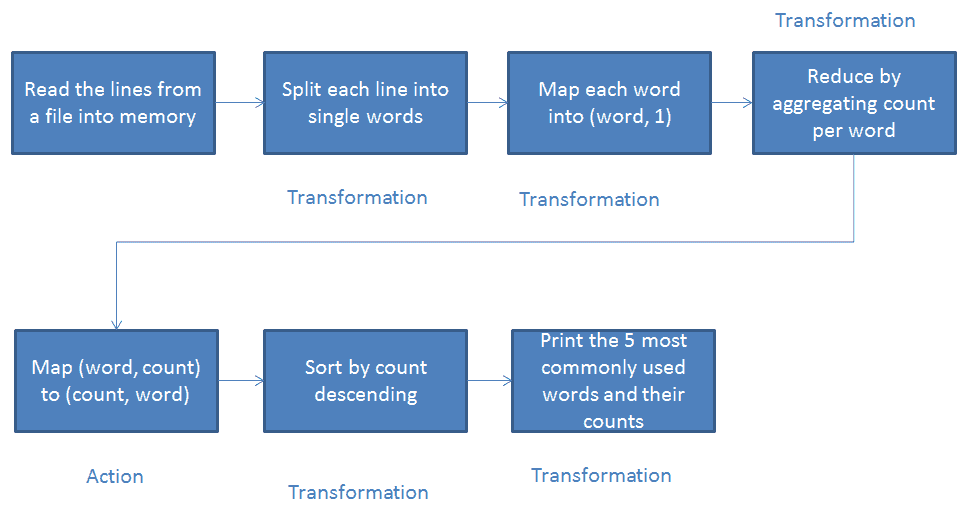 Transformation
Read the lines from
a file into memory
Split each line into
single words
Map each word
into (word, 1)
Reduce by
aggregating count
per word
Transformation
Transformation
Map (word, count)
to (count, word)
Sort by count
descending
Print the 5 most
commonly used
words and their
counts
Action
Transformation
Transformation